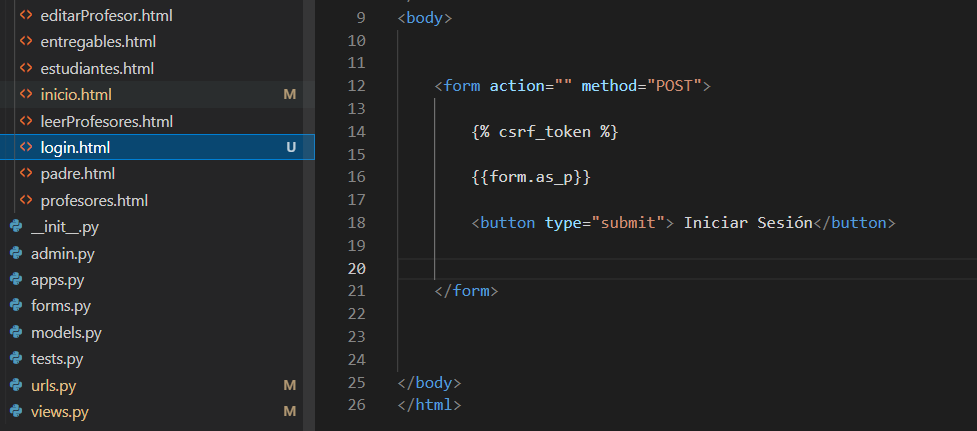 editarProfesor.html
entregables.html
estudiantes.html
inicio.html M
leerProfesores.html
login.html U
padre.html
profesores.html
__init__.py
admin.py
apps.py
forms.py
models.py
tests.py
urls.py M
views.py M
9 <body>
10
11
12 <form action="" method="POST">
13
14 {% csrf_token %}
15
16 {{form.as_p}}
17
18 <button type="submit"> Iniciar Sesión</button>
19
20
21 </form>
22
23
24
25 </body>
26 </html>